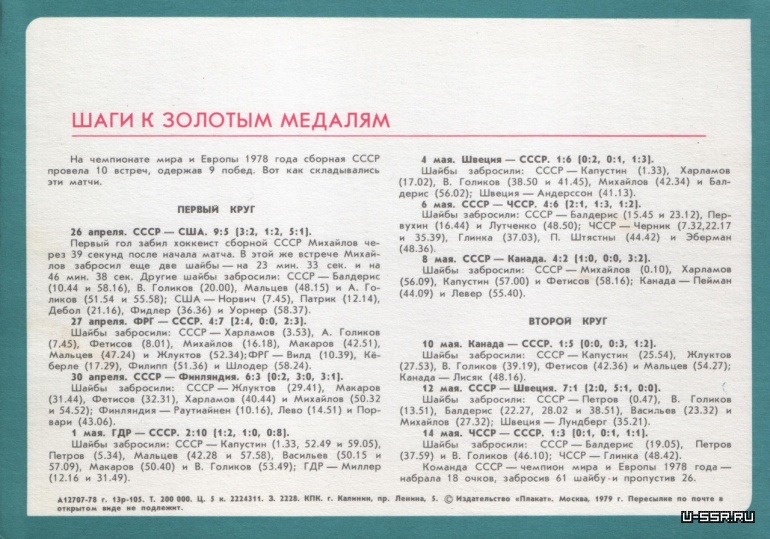 ШАГИ К ЗОЛОТЫМ МЕДАЛЯМ
На чемпионате мира и Европы 1978 года сборная СССР
провела 10 встреч, одержав 9 побед. Вот как складывались
эти матчи.
ПЕРВЫЙ КРУГ
26 апреля. СССР — США. 9:5 [3:2, 1:2, 5:1].
Первый гол забил хоккеист сборной СССР Михайлов че-
рез 39 секунд после начала матча. В этой же встрече Михай-
лов забросил еще две шайбы — на 23 мин. 33 сек. и на
46 мин. 38 сек. Другие шайбы забросили: СССР — Балдерис
(10.44 и 58.16), В. Голиков (20.00), Мальцев (48.15) и А. Го-
ликов (51.54 и 55.58); США — Норвич (7.45), Патрик (12.14),
Дебол (21.16), Фидлер (36.36) и Уорнер (58.37).
27 апреля. ФРГ — СССР. 4:7 [2:4, 0:0, 2:3].
Шайбы забросили: СССР — Харламов (3.53), А. Голиков
(7.45), Фетисов (8.01), Михайлов (16.18), Макаров (42.51),
Мальцев (47.24) и Жлуктов (52.34);ФРГ — Вилд (10.39), Кё-
берле (17.29), Филипп (51.36) и Шлодер (58.24).
30 апреля. СССР — Финляндия. 6:3 [0:2, 3:0, 3:1].
Шайбы забросили: СССР — Жлуктов (29.41), Макаров
(31.44), Фетисов (32.31), Харламов (40.44) и Михайлов (50.32
и 54.52); Финляндия — Раутиайнен (10.16), Лево (14.51) и Пор-
вари (43.06).
1 мая. ГДР — СССР. 2:10 [1:2, 1:0, 0:8].
Шайбы забросили: СССР — Капустин (1.33, 52.49 и 59.05),
Петров (5.34), Мальцев (42.28 и 57.58), Васильев (50.15 и
57.09), Макаров (50.40) и В. Голиков (53.49); ГДР — Миллер
(12.16 и 31.49).
4 мая. Швеция — СССР. 1:6 [0:2, 0:1, 1:3].
Шайбы забросили: СССР — Капустин (1.33), Харламов
(17.02), В. Голиков (38.50 и 41.45), Михайлов (42.34) и Бал-
дерис (56.02); Швеция — Андерссон (41.13).
6 мая. СССР — ЧССР. 4:6 [2:1, 1:3, 1:2].
Шайбы забросили: СССР — Балдерис (15.45 и 23.12), Пер-
вухин (16.44) и Лутченко (48.50); ЧССР — Черник (7.32,22.17
и 35.39), Глинка (37.03), П. Штястны (44.42) и Эберман
(48.36).
8 мая. СССР — Канада. 4:2 [1:0, 0:0, 3:2].
Шайбы забросили: СССР — Михайлов (0.10), Харламов
(56.09), Капустин (57.00) и Фетисов (58.16); Канада — Пейман
(44.09) и Левер (55.40).
ВТОРОЙ КРУГ
10 мая. Канада — СССР. 1:5 [0:0, 0:3, 1:2].
Шайбы забросили: СССР — Капустин (25.54), Жлуктов
(27.53), В. Голиков (39.19), Фетисов (42.36) и Мальцев (54.27);
Канада — Лисяк (48.16).
12 мая. СССР — Швеция. 7:1 [2:0, 5:1, 0:0].
Шайбы забросили: СССР — Петров (0.47), В. Голиков
(13.51), Балдерис (22.27, 28.02 и 38.51), Васильев (23.32) и
Михайлов (27.32); Швеция — Лундберг (35.21).
14 мая. ЧССР — СССР. 1:3 [0:1, 0:1, 1:1].
Шайбы забросили: СССР — Балдерис (19.05), Петров
(37.59) и В. Голиков (46.10); ЧССР — Глинка (48.42).
Команда СССР — чемпион мира и Европы 1978 года —
набрала 18 очков, забросив 61 шайбу и пропустив 26.
А12707-78 г. 13р-105. Т. 200 000. Ц. 5 к. 2224311. З. 2228. КПК. г. Калинин, пр. Ленина, 5. © Издательство «Плакат». Москва, 1979 г. Пересылке по почте в
открытом виде не подлежит.
U-SSR.RU